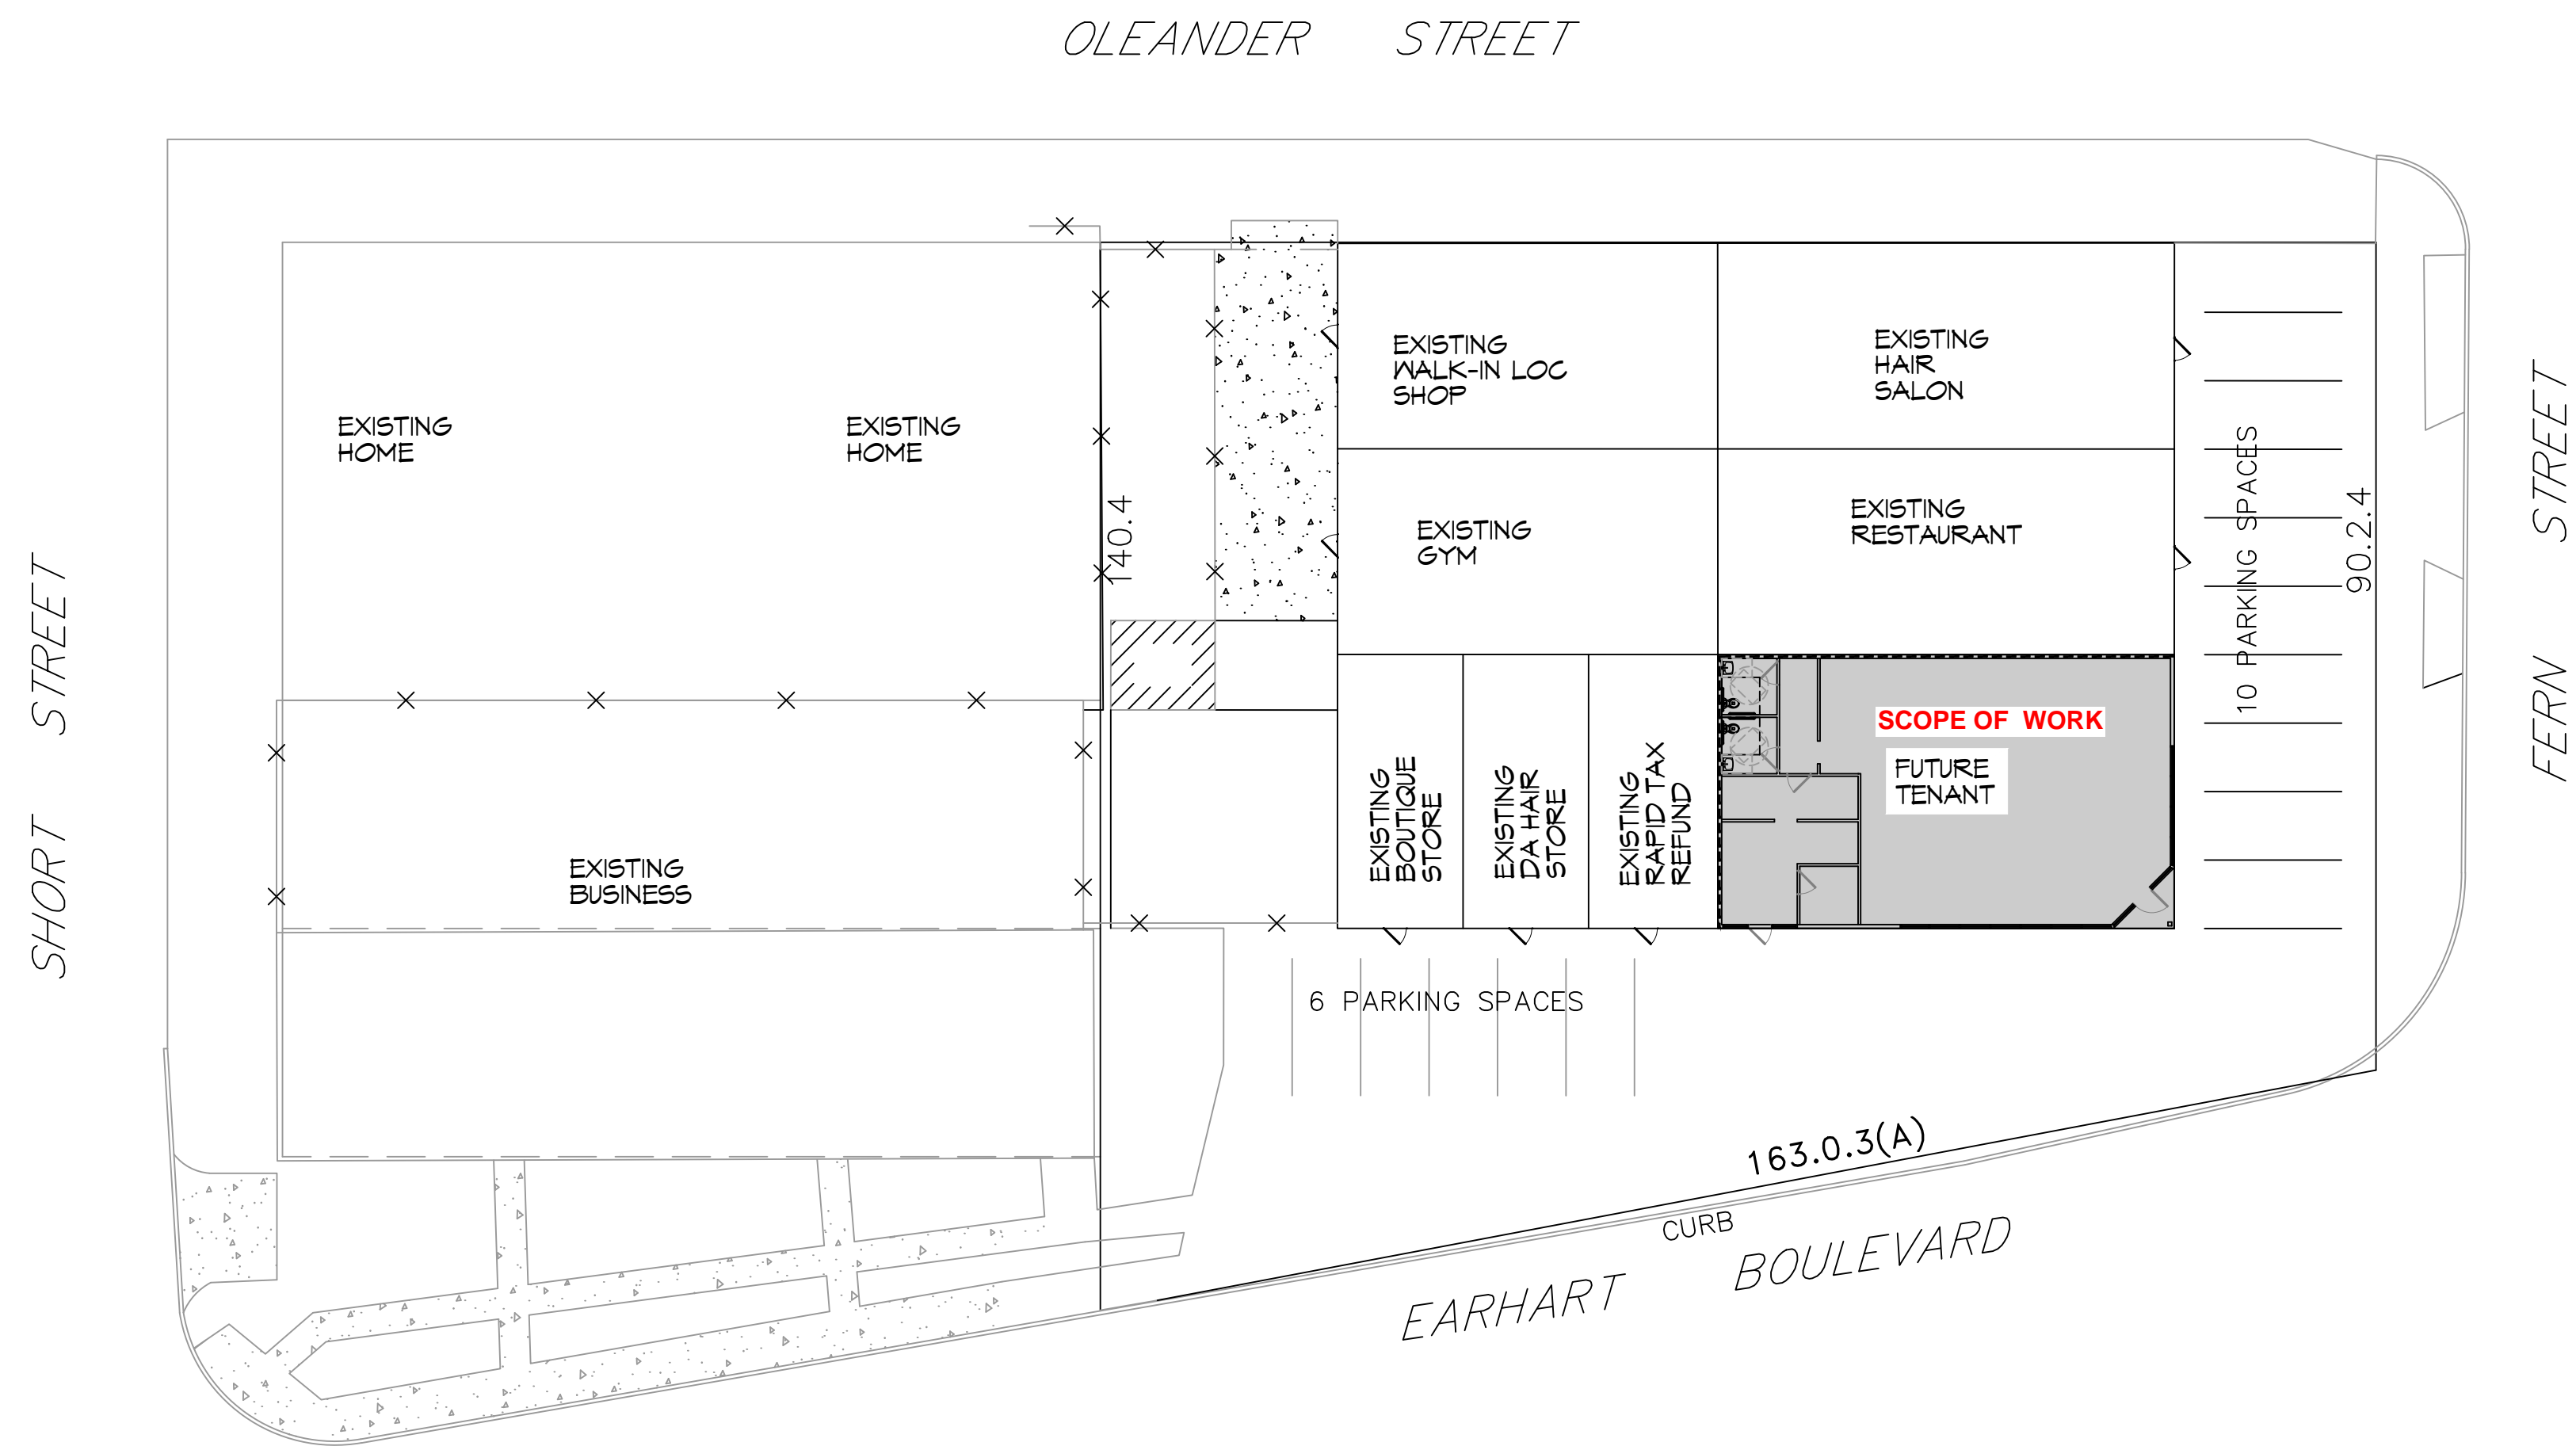 OLEANDER STREET
EXISTING
HOME
EXISTING
HOME
140.4
EXISTING
WALK-IN LOC
SHOP
EXISTING
HAIR
SALON
EXISTING
GYM
EXISTING
RESTAURANT
10 PARKING SPACES
90.2.4
FERN STREET
SHORT STREET
EXISTING
BUSINESS
EXISTING
BOUTIQUE
STORE
EXISTING
DA HAIR
STORE
EXISTING
RAPID TAX
REFUND
SCOPE OF WORK
FUTURE
TENANT
6 PARKING SPACES
163.0.3(A)
CURB
EARHART BOULEVARD